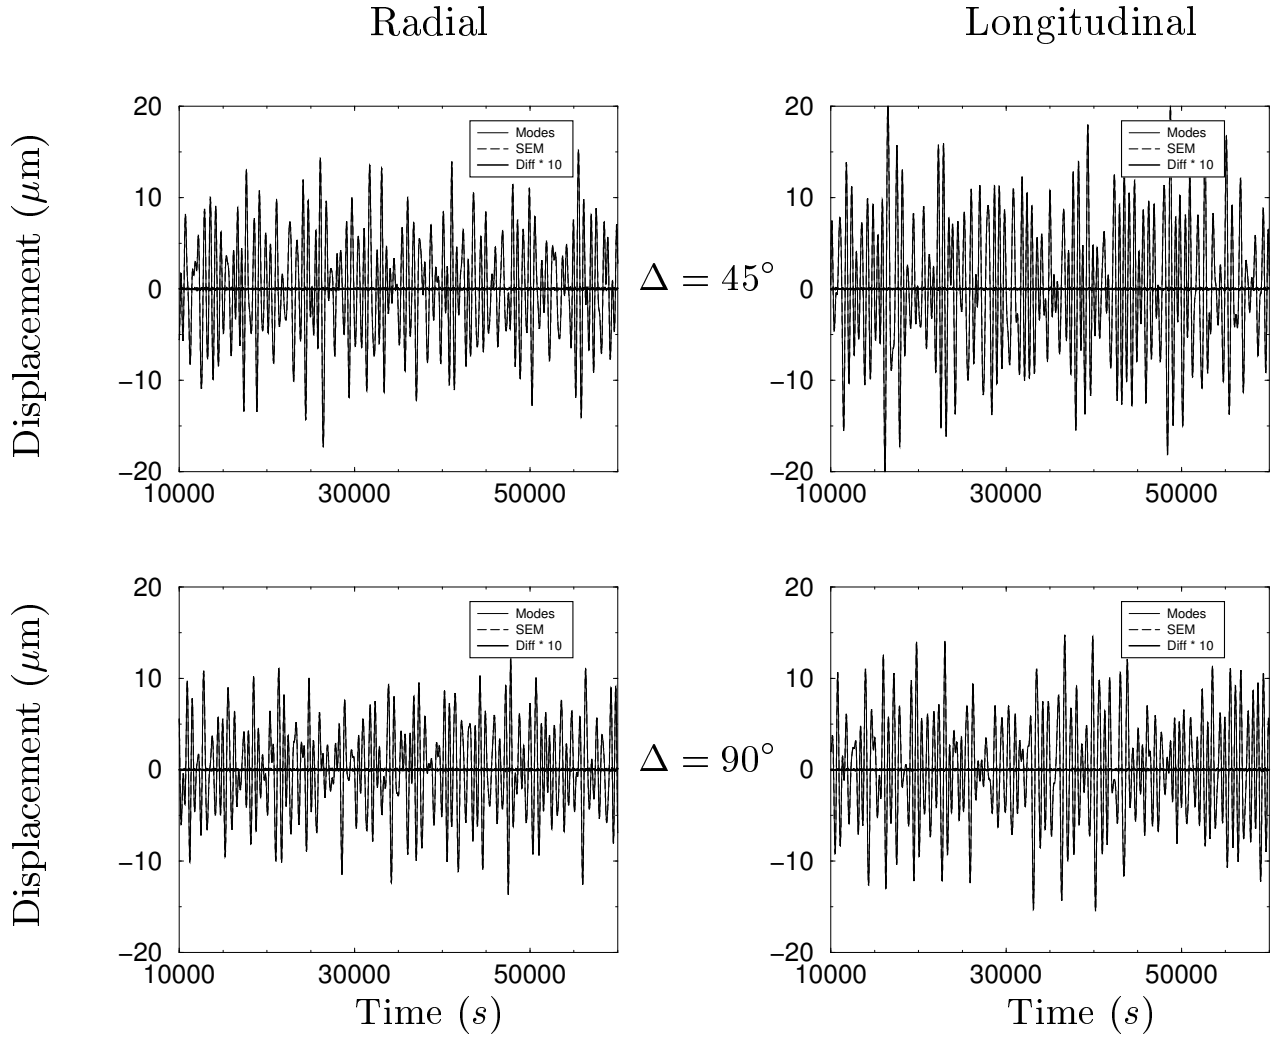 Radial
Longitudinal
Displacement (μm)
20
10
0
−10
−20
10000
30000
50000
Modes
SEM
Diff * 10
Δ = 45°
20
10
0
−10
−20
10000
30000
50000
Modes
SEM
Diff * 10
Displacement (μm)
20
10
0
−10
−20
10000
30000
50000
Modes
SEM
Diff * 10
Time (s)
Δ = 90°
20
10
0
−10
−20
10000
30000
50000
Modes
SEM
Diff * 10
Time (s)